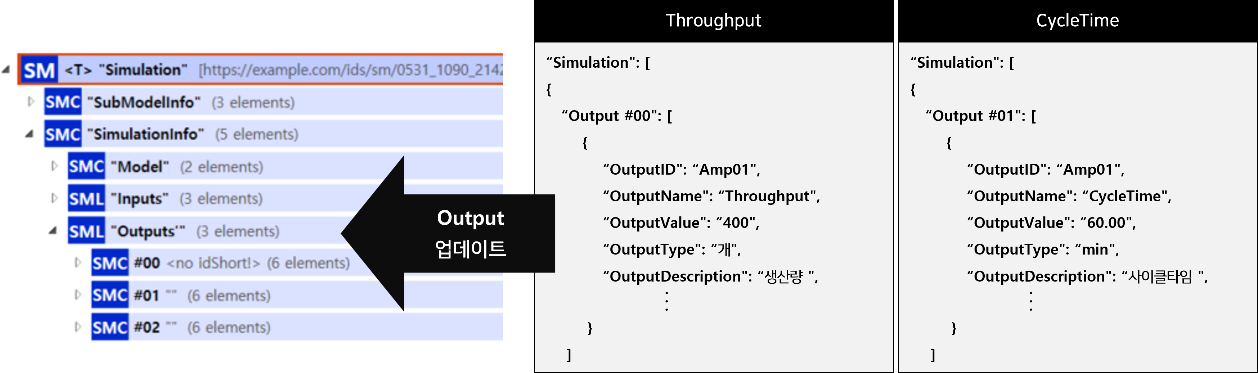 SM <T> "Simulation" [https://example.com/ids/sm/0531_1090_2142
SMC "SubModelInfo" (3 elements)
SMC "SimulationInfo" (5 elements)
SMC "Model" (2 elements)
SML "Inputs" (3 elements)
SML "Outputs'" (3 elements)
SMC #00 <no idShort!> (6 elements)
SMC #01 "" (6 elements)
SMC #02 "" (6 elements)
Output
업데이트
Throughput
“Simulation": [
{
“Output #00": [
{
“OutputID": “Amp01",
“OutputName": “Throughput",
“OutputValue": “400",
“OutputType": “개",
“OutputDescription": “생산량 ",
⋮
}
]
CycleTime
“Simulation": [
{
“Output #01": [
{
“OutputID": “Amp01",
“OutputName": “CycleTime",
“OutputValue": “60.00",
“OutputType": “min",
“OutputDescription": “사이클타임 ",
⋮
}
]